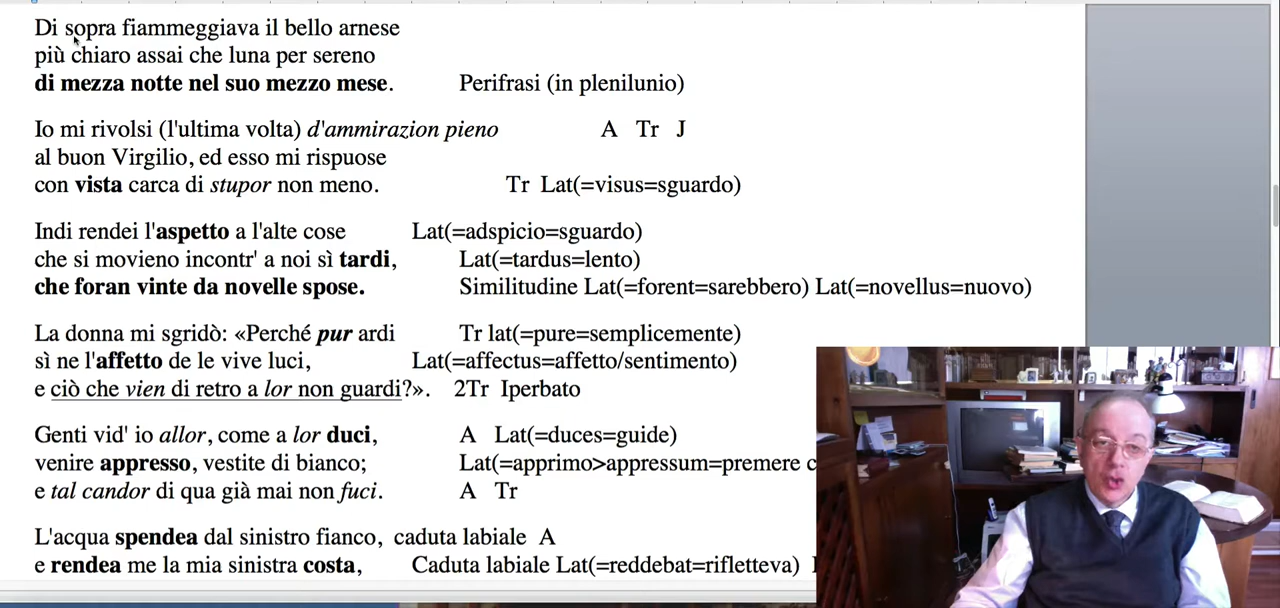 Di sopra fiammeggiava il bello arnese
più chiaro assai che luna per sereno
di mezza notte nel suo mezzo mese. Perifrasi (in plenilunio)
Io mi rivolsi (l'ultima volta) d'ammirazion pieno A Tr J
al buon Virgilio, ed esso mi rispuose
con vista carca di stupor non meno. Tr Lat(=visus=sguardo)
Indi rendei l'aspetto a l'alte cose Lat(=adspicio=sguardo)
che si movieno incontr' a noi sì tardi, Lat(=tardus=lento)
che foran vinte da novelle spose. Similitudine Lat(=forent=sarebbero) Lat(=novellus=nuovo)
La donna mi sgridò: «Perché pur ardi Tr lat(=pure=semplicemente)
sì ne l'affetto de le vive luci, Lat(=affectus=affetto/sentimento)
e ciò che vien di retro a lor non guardi?». 2Tr Iperbato
Genti vid' io allor, come a lor duci, A Lat(=duces=guide)
venire appresso, vestite di bianco; Lat(=apprimo>appressum=premere
e tal candor di qua già mai non fuci. A Tr
L'acqua spendea dal sinistro fianco, caduta labiale A
e rendea me la mia sinistra costa, Caduta labiale Lat(=reddebat=rifletteva)